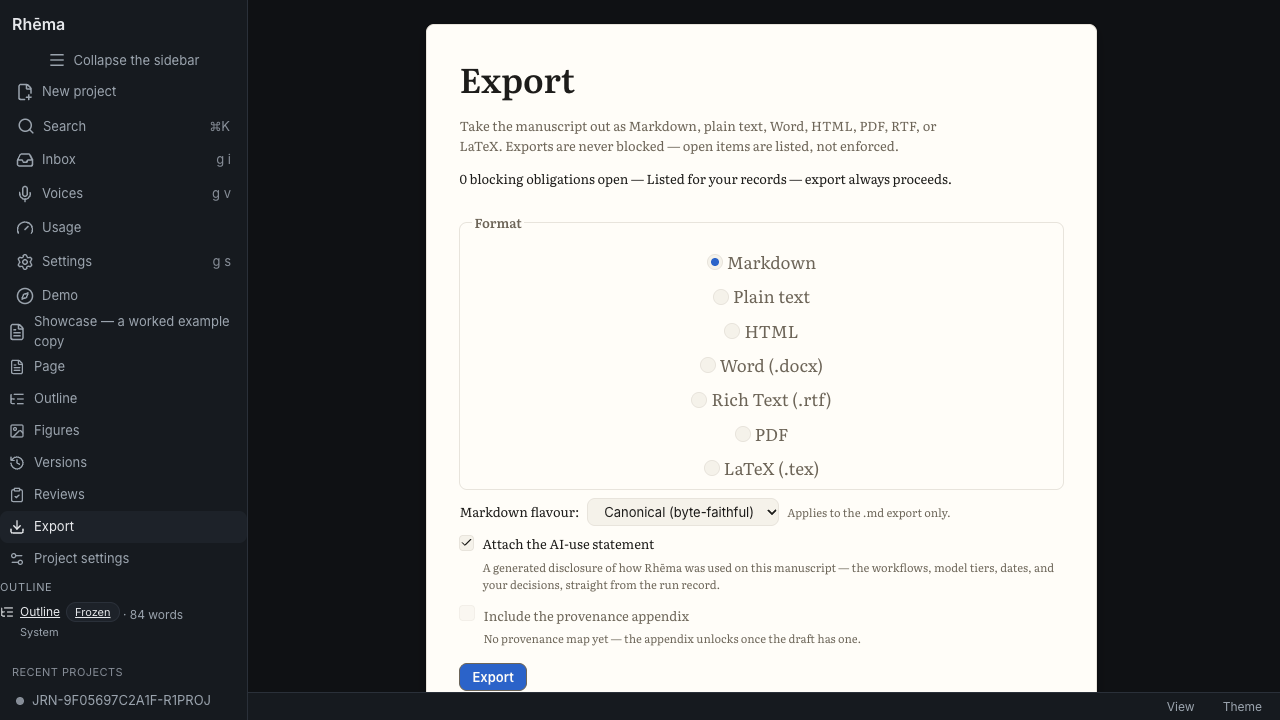 Rhēma
Collapse the sidebar
New project
Search ⌘K
Inbox g i
Voices g v
Usage
Settings g s
Demo
Showcase — a worked example
copy
Page
Outline
Figures
Versions
Reviews
Export
Project settings
OUTLINE
Outline Frozen · 84 words
System
RECENT PROJECTS
JRN-9F05697C2A1F-R1PROJ
Export
Take the manuscript out as Markdown, plain text, Word, HTML, PDF, RTF, or
LaTeX. Exports are never blocked — open items are listed, not enforced.
0 blocking obligations open — Listed for your records — export always proceeds.
Format
Markdown
Plain text
HTML
Word (.docx)
Rich Text (.rtf)
PDF
LaTeX (.tex)
Markdown flavour: Canonical (byte-faithful) Applies to the .md export only.
Attach the AI-use statement
A generated disclosure of how Rhēma was used on this manuscript — the workflows, model tiers, dates, and
your decisions, straight from the run record.
Include the provenance appendix
No provenance map yet — the appendix unlocks once the draft has one.
Export
View Theme